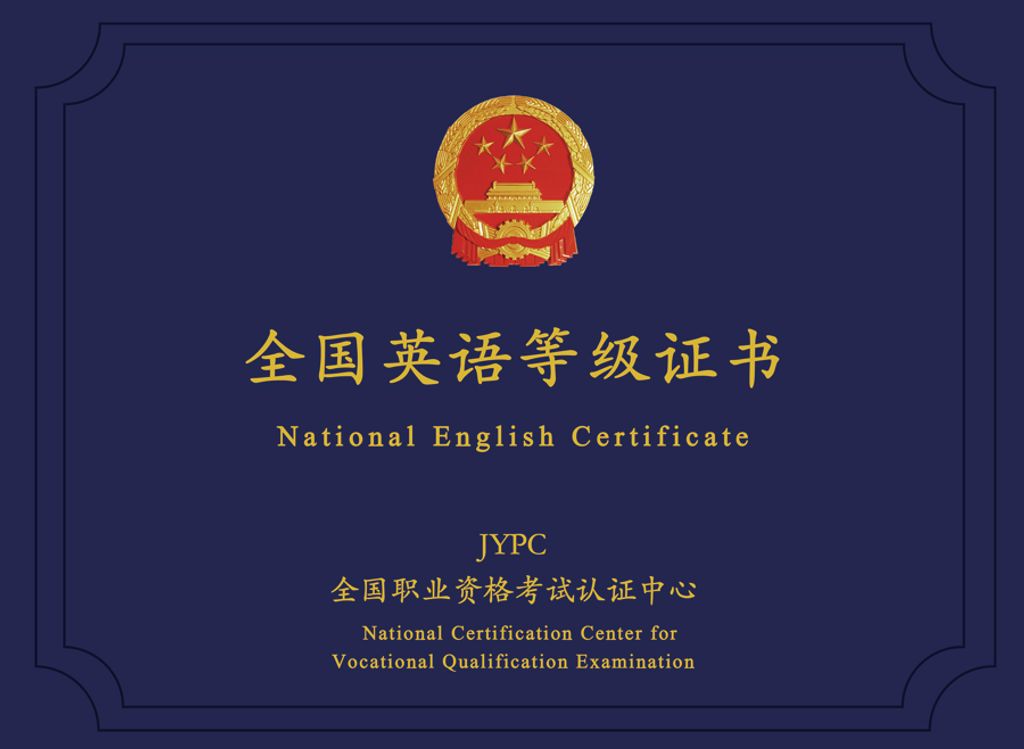 全国英语等级证书
National English Certificate
JYPC
全国职业资格考试认证中心
National Certification Center for
Vocational Qualification Examination